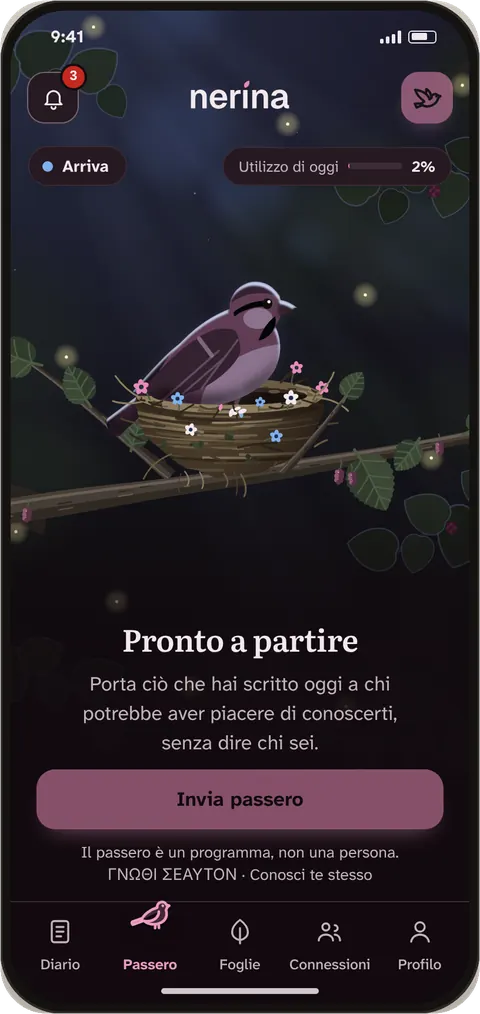 9:41
3
nerina
Arriva
Utilizzo di oggi 2%
Pronto a partire
Porta ciò che hai scritto oggi a chi
potrebbe aver piacere di conoscerti,
senza dire chi sei.
Invia passero
Il passero è un programma, non una persona.
ΓΝΩΘΙ ΣΕΑΥΤΟΝ · Conosci te stesso
Diario Passero Foglie Connessioni Profilo